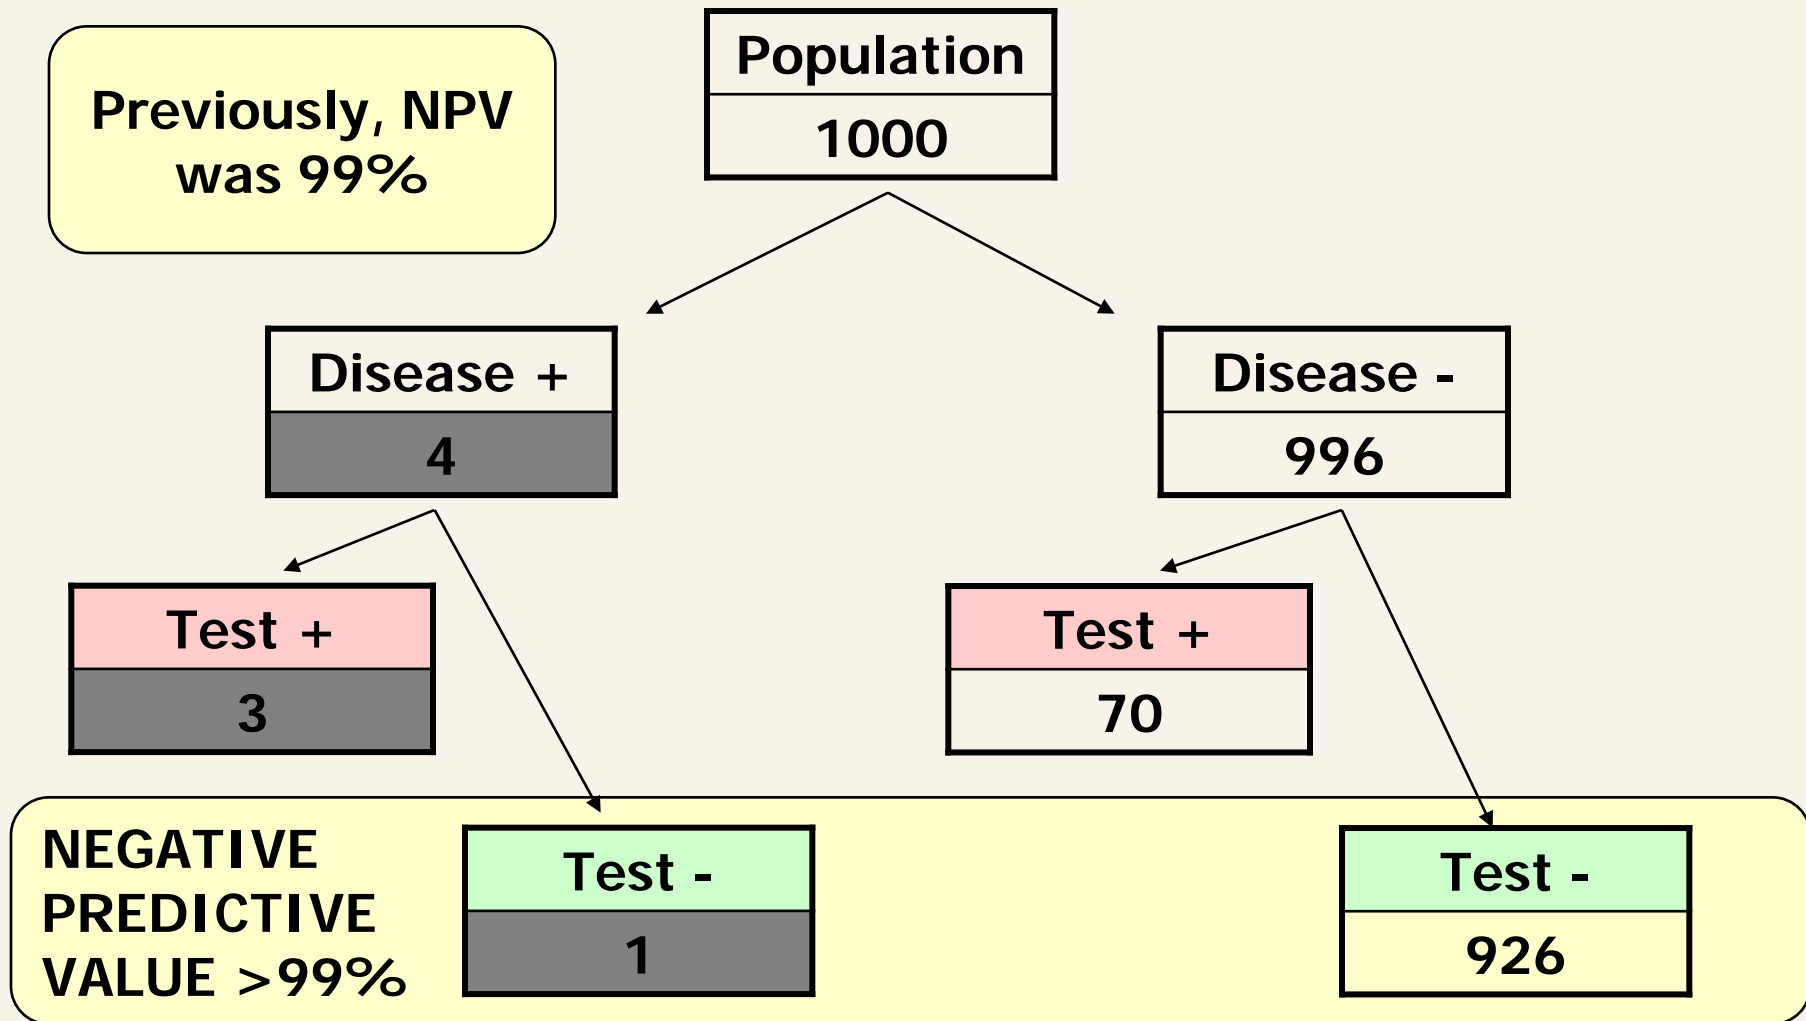 Previously, NPV
was 99%
Population
1000
Disease +
4
Disease -
996
Test +
3
Test +
70
NEGATIVE
PREDICTIVE
VALUE >99%
Test -
1
Test -
926